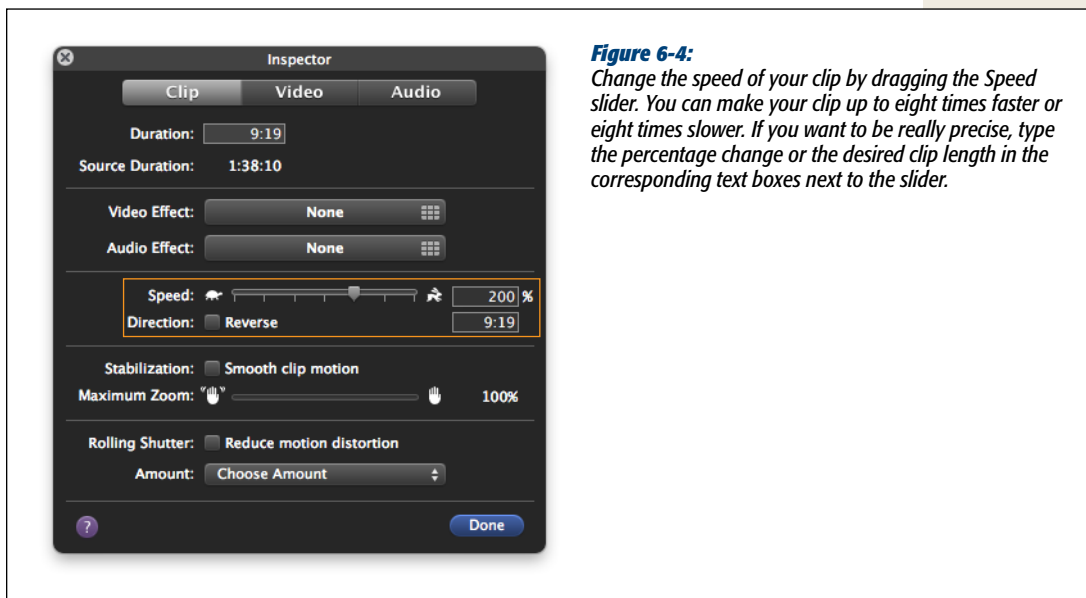 Inspector
Clip Video Audio
Duration: 9:19
Source Duration: 1:38:10
Video Effect: None
Audio Effect: None
Speed: 200 %
Direction: Reverse 9:19
Stabilization: Smooth clip motion
Maximum Zoom: 100%
Rolling Shutter: Reduce motion distortion
Amount: Choose Amount
? Done
Figure 6-4:
Change the speed of your clip by dragging the Speed
slider. You can make your clip up to eight times faster or
eight times slower. If you want to be really precise, type
the percentage change or the desired clip length in the
corresponding text boxes next to the slider.